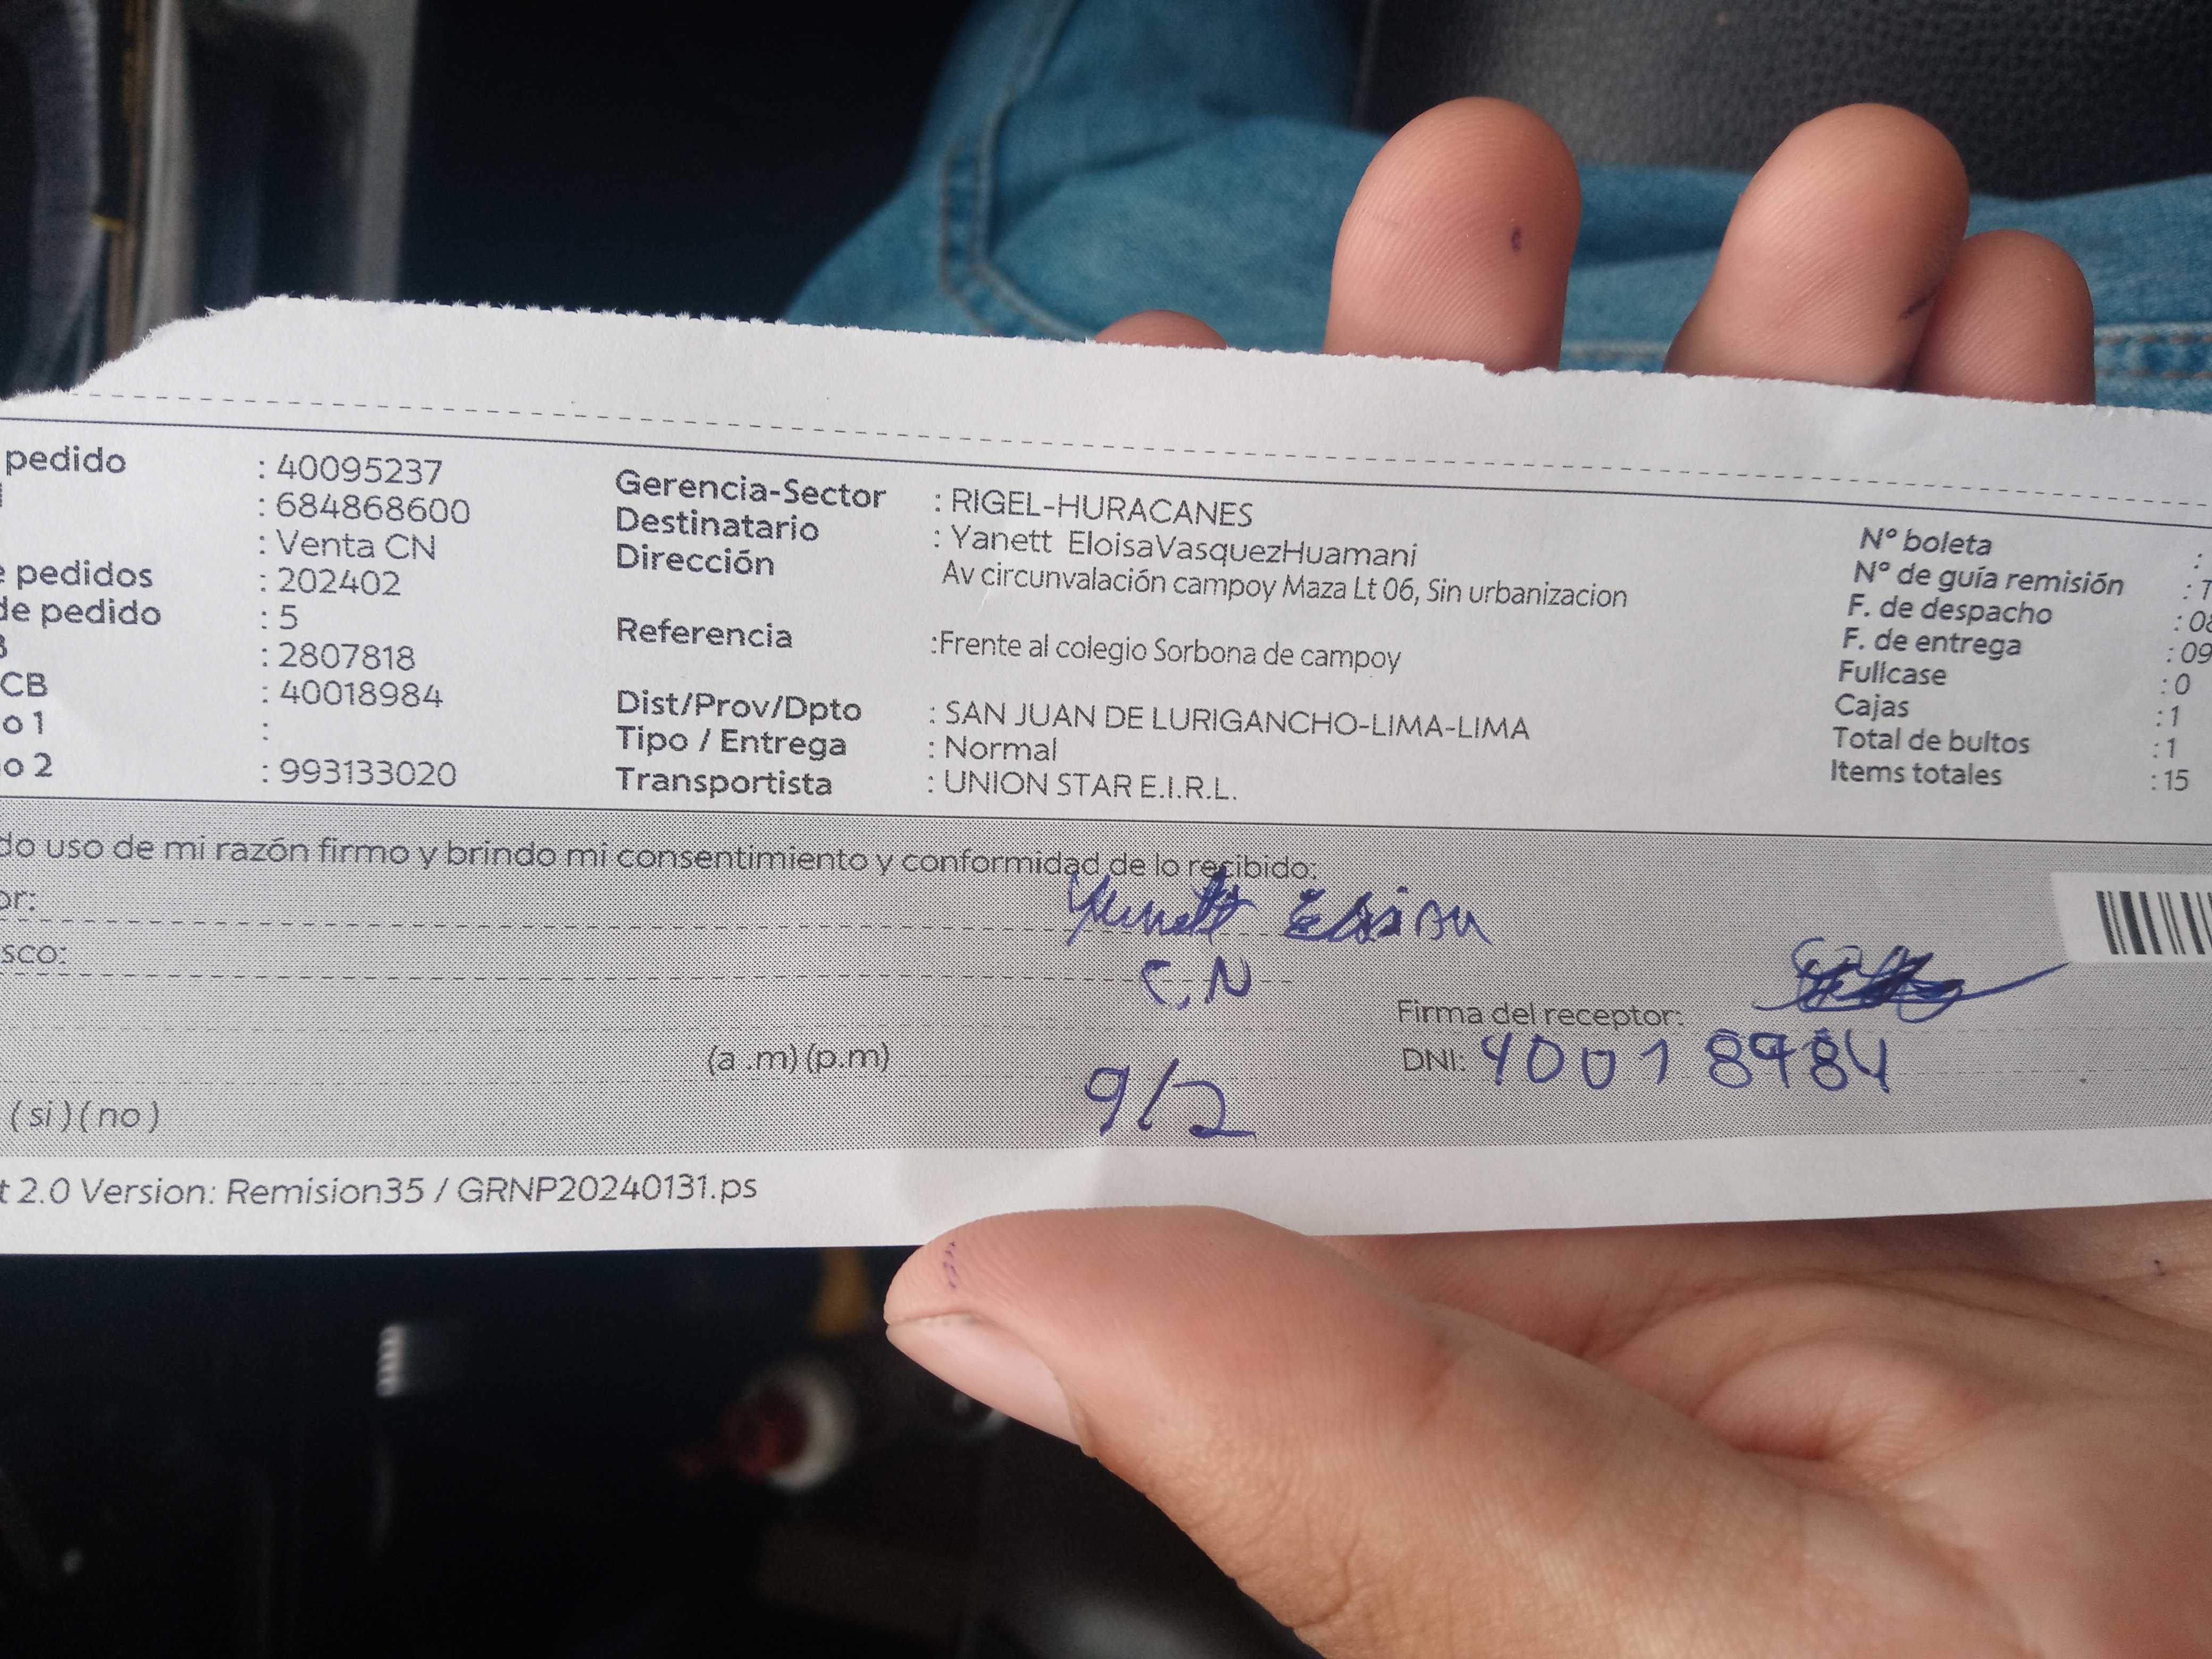 pedido : 40095237
: 684868600
: Venta CN
pedidos : 202402
de pedido : 5
: 2807818
CB : 40018984
o 1 :
o 2 : 993133020
Gerencia-Sector : RIGEL-HURACANES
Destinatario : Yanett EloisaVasquezHuamani
Dirección Av circunvalación campoy Maza Lt 06, Sin urbanizacion
Referencia :Frente al colegio Sorbona de campoy
Dist/Prov/Dpto : SAN JUAN DE LURIGANCHO-LIMA-LIMA
Tipo / Entrega : Normal
Transportista : UNION STAR E.I.R.L.
N° boleta :
N° de guía remisión : T
F. de despacho : 08
F. de entrega : 09
Fullcase : 0
Cajas : 1
Total de bultos : 1
Items totales : 15
do uso de mi razón firmo y brindo mi consentimiento y conformidad de lo recibido:
or:
Yanett Eloisa
sco:
C.N
Firma del receptor:
(a .m) (p.m)
DNI: 40018984
9/2
( si ) ( no )
t 2.0 Version: Remision35 / GRNP20240131.ps